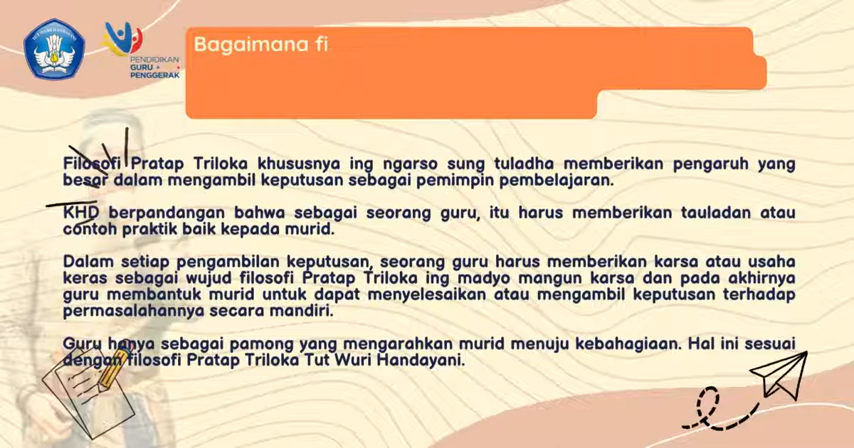 PENDIDIKAN
GURU
PENGGERAK
Bagaimana fi
Filosofi Pratap Triloka khususnya ing ngarso sung tuladha memberikan pengaruh yang
besar dalam mengambil keputusan sebagai pemimpin pembelajaran.
KHD berpandangan bahwa sebagai seorang guru, itu harus memberikan tauladan atau
contoh praktik baik kepada murid.
Dalam setiap pengambilan keputusan, seorang guru harus memberikan karsa atau usaha
keras sebagai wujud filosofi Pratap Triloka ing madyo mangun karsa dan pada akhirnya
guru membantuk murid untuk dapat menyelesaikan atau mengambil keputusan terhadap
permasalahannya secara mandiri.
Guru hanya sebagai pamong yang mengarahkan murid menuju kebahagiaan. Hal ini sesuai
dengan filosofi Pratap Triloka Tut Wuri Handayani.